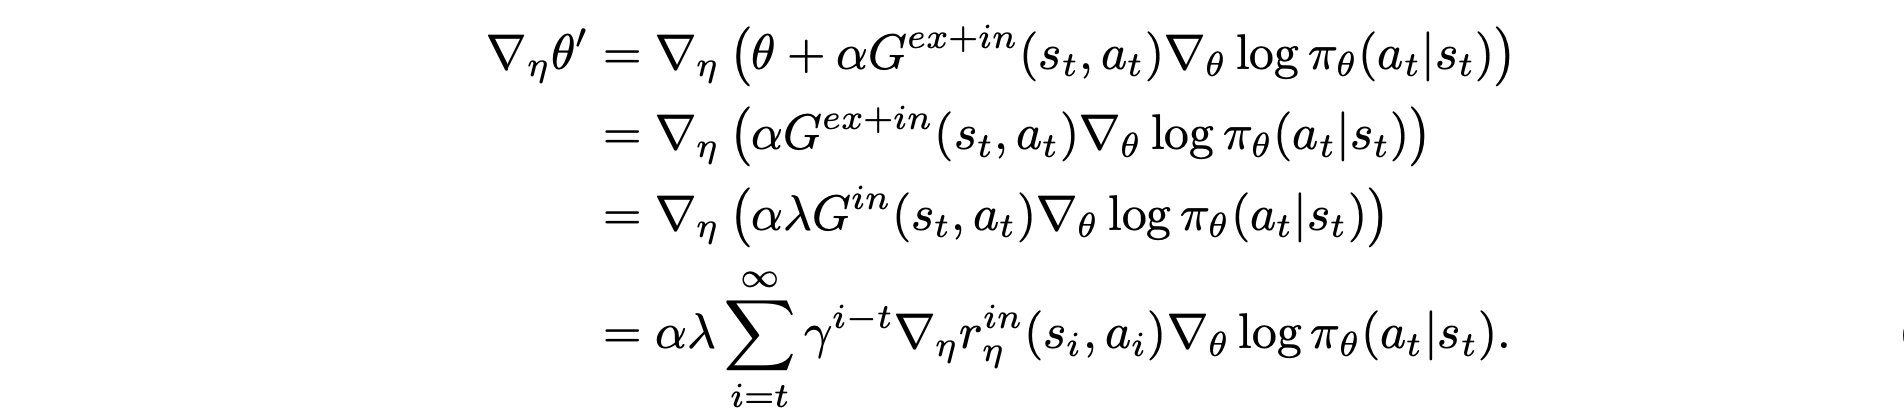 ∇_η θ′ = ∇_η (θ + αG^{ex+in}(s_t, a_t)∇_θ log π_θ(a_t|s_t))
= ∇_η (αG^{ex+in}(s_t, a_t)∇_θ log π_θ(a_t|s_t))
= ∇_η (αλG^{in}(s_t, a_t)∇_θ log π_θ(a_t|s_t))
= αλ ∑_{i=t}^{∞} γ^{i−t}∇_η r_η^{in}(s_i, a_i)∇_θ log π_θ(a_t|s_t).